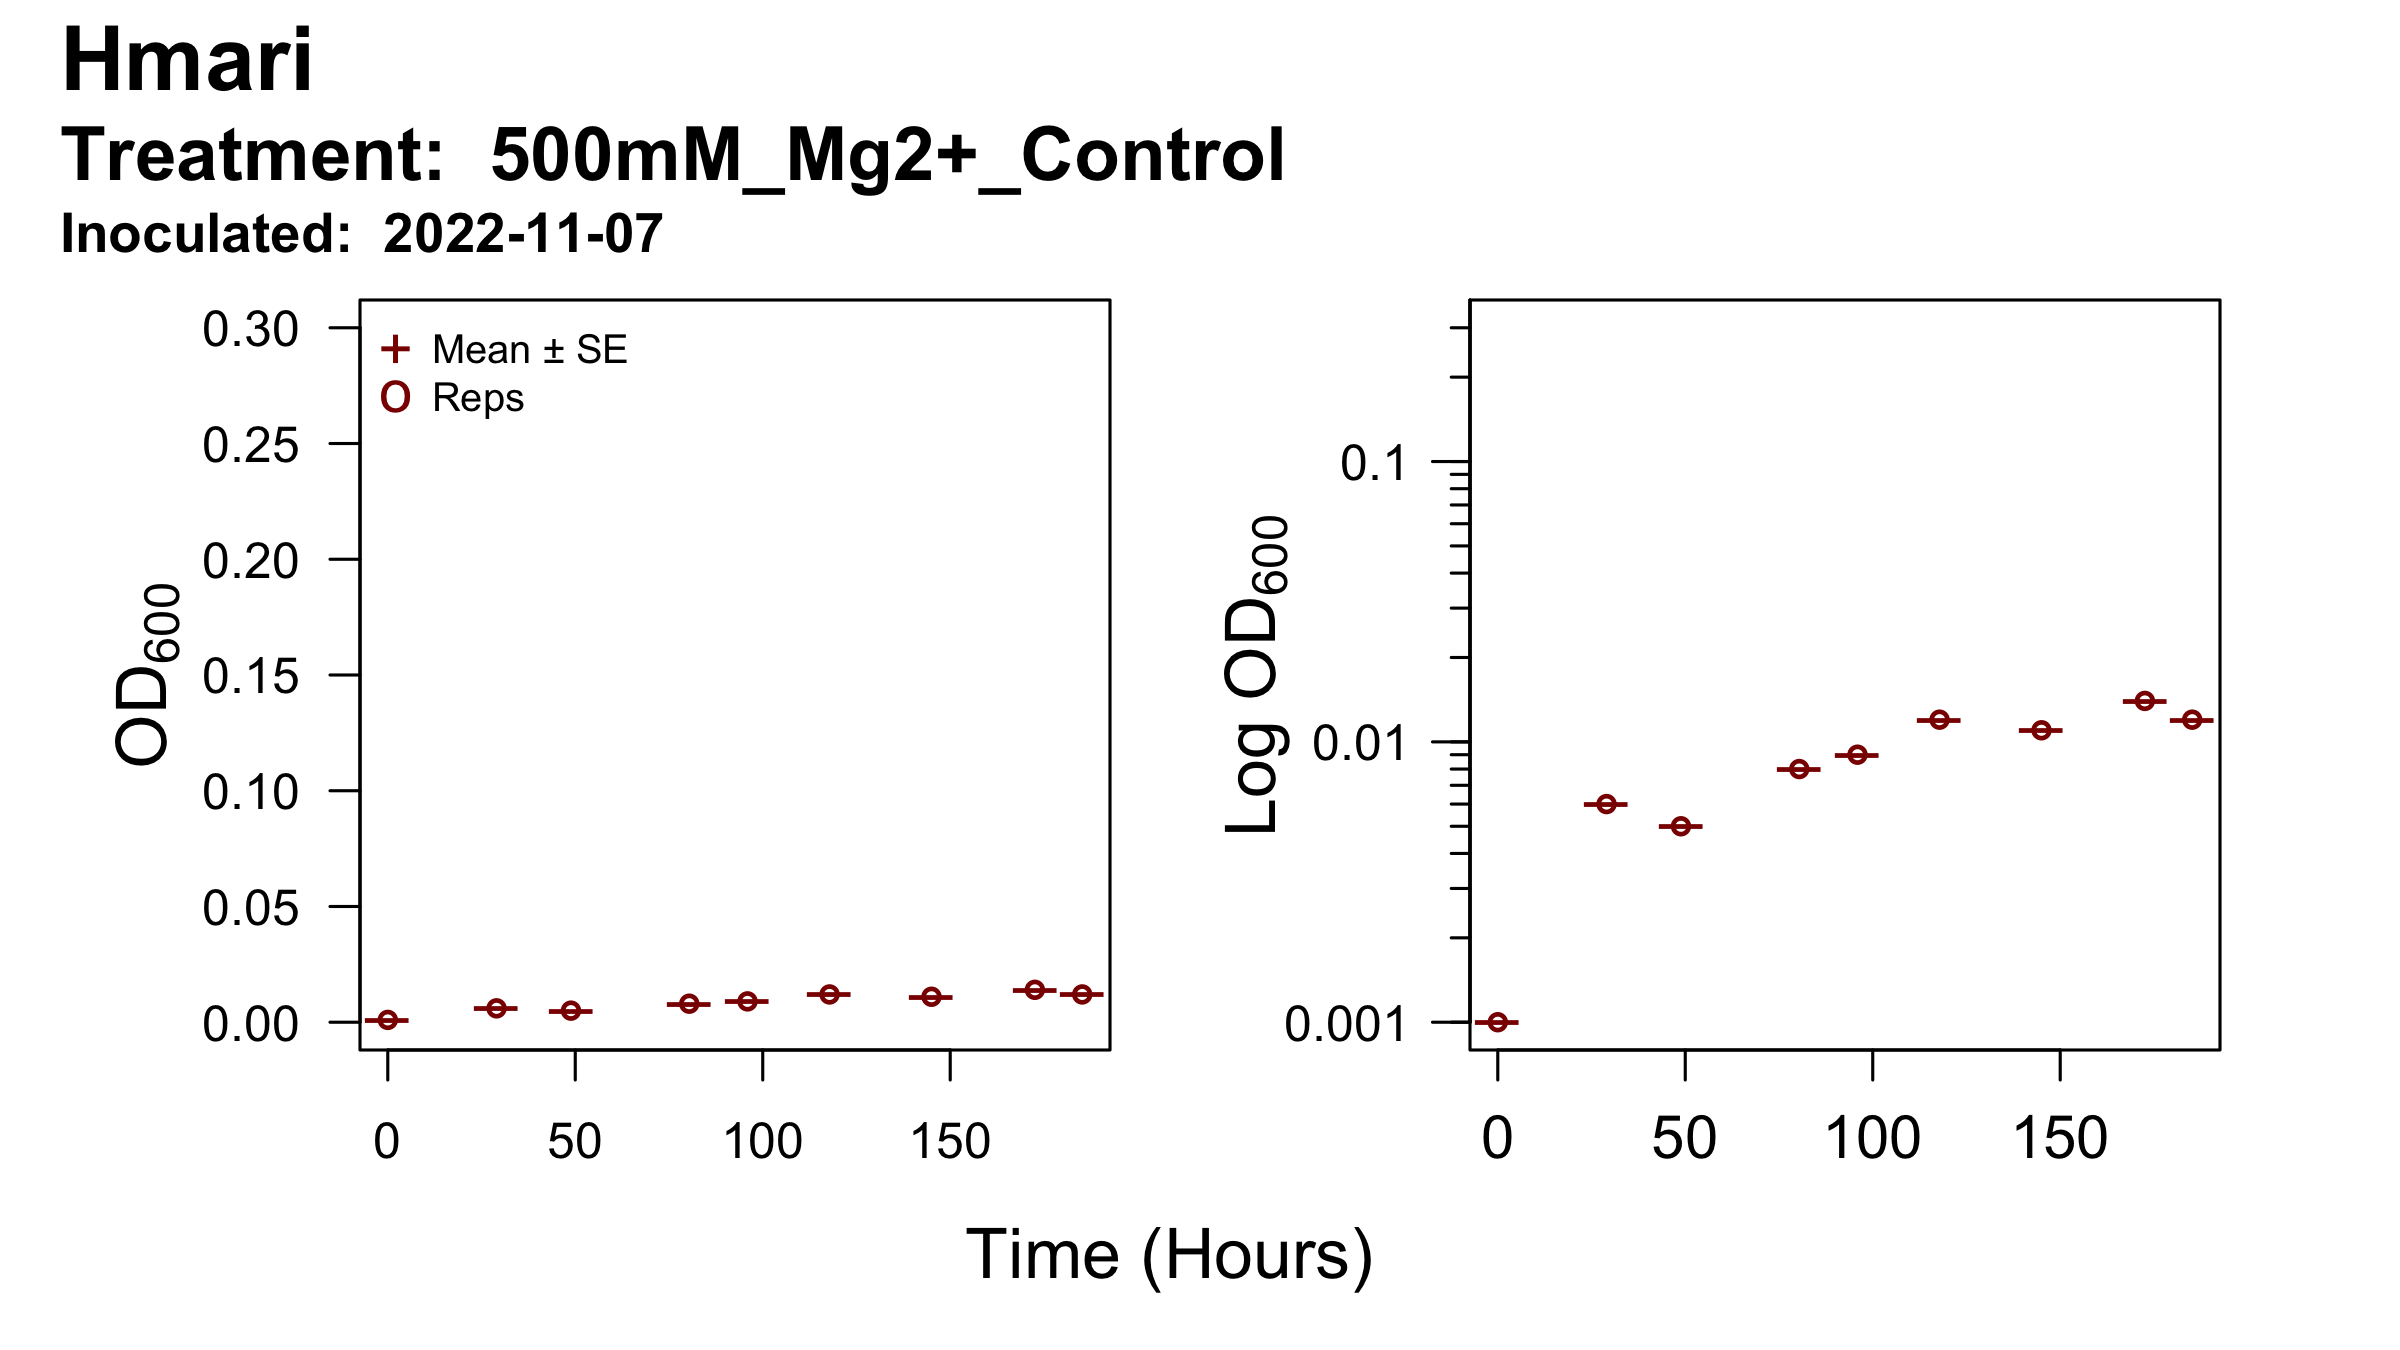 Hmari
Treatment:  500mM_Mg2+_Control
Inoculated:  2022-11-07
OD600
0.30
0.25
0.20
0.15
0.10
0.05
0.00
+ Mean ± SE
O Reps
0 50 100 150
Log OD600
0.1
0.01
0.001
0 50 100 150
Time (Hours)